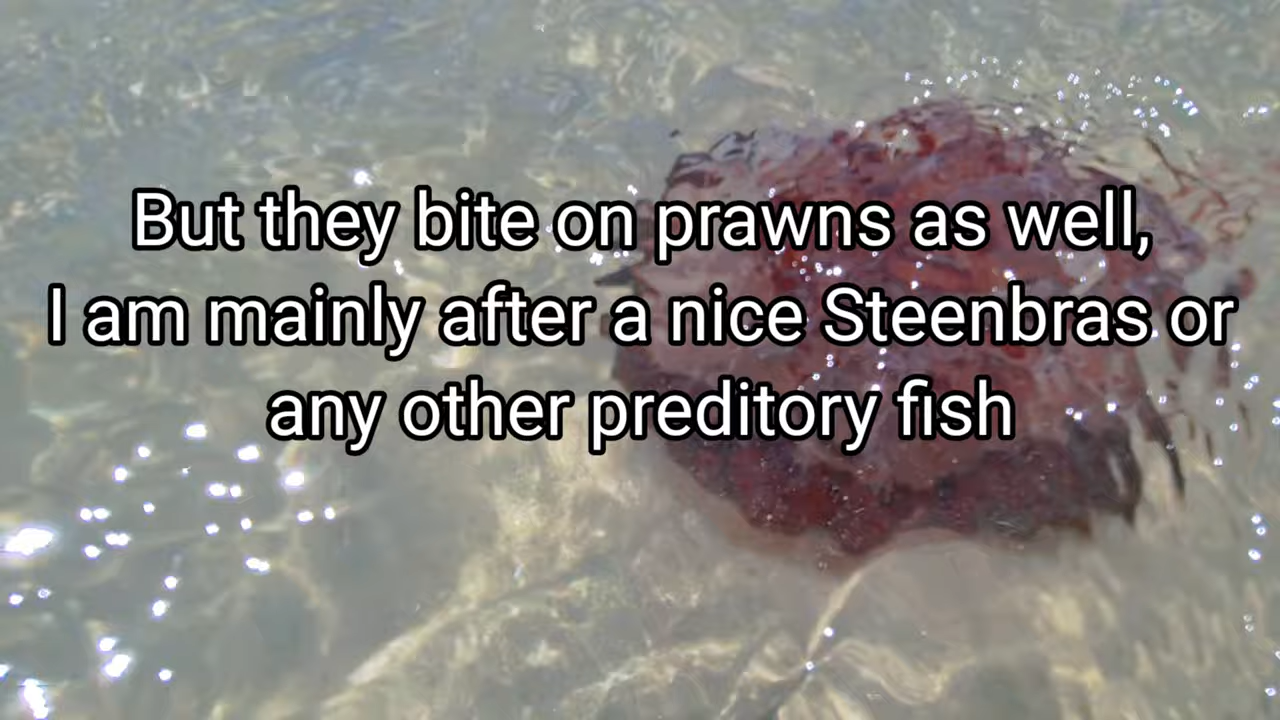 But they bite on prawns as well,
I am mainly after a nice Steenbras or
any other preditory fish